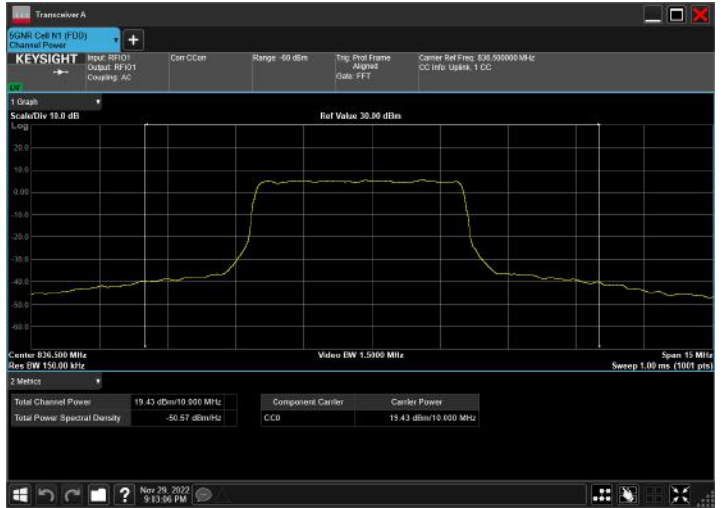 Transceiver A
5GNR Cell N1 (FDD)
Channel Power
+
KEYSIGHT
Input: RFIO1
Output: RFIO1
Coupling: AC
Corr CCorr
Range: -60 dBm
Trig: Prot Frame
Aligned
Gate: FFT
Carrier Ref Freq: 836.500000 MHz
CC Info: Uplink, 1 CC
1 Graph
Scale/Div 10.0 dB
Ref Value 30.00 dBm
Log
20.0
10.0
0.00
-10.0
-20.0
-30.0
-40.0
-50.0
-60.0
Center 836.500 MHz
Video BW 1.5000 MHz
Span 15 MHz
Res BW 150.00 kHz
Sweep 1.00 ms (1001 pts)
2 Metrics
Total Channel Power 19.43 dBm/10.000 MHz
Total Power Spectral Density -50.57 dBm/Hz
Component Carrier Carrier Power
CC0 19.43 dBm/10.000 MHz
?
Nov 29, 2022
9:13:06 PM